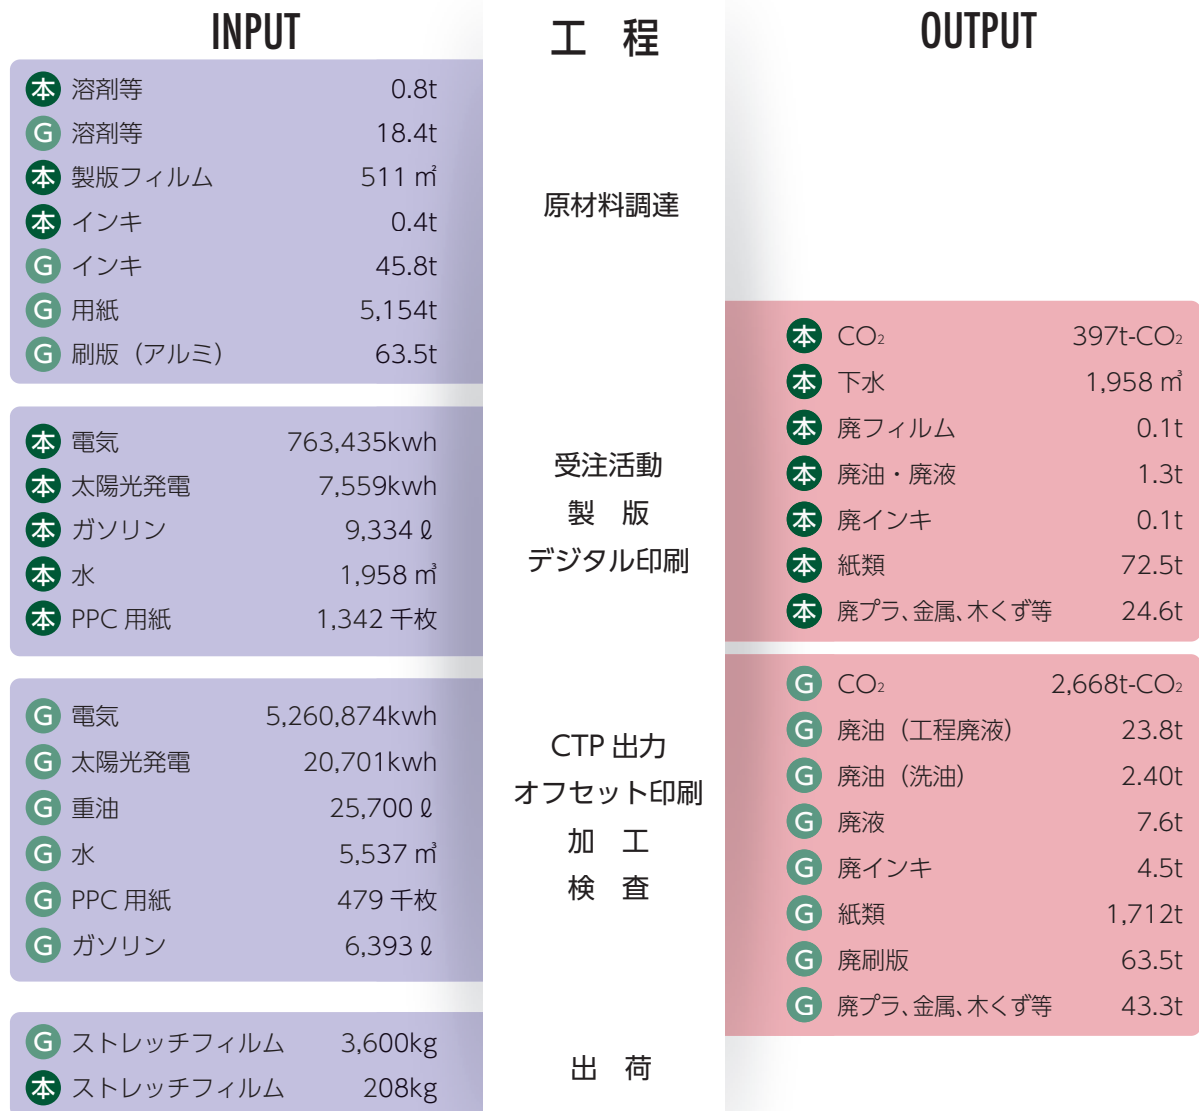 INPUT
本 溶剤等 0.8t
G 溶剤等 18.4t
本 製版フィルム 511 ㎡
本 インキ 0.4t
G インキ 45.8t
G 用紙 5,154t
G 刷版（アルミ） 63.5t
本 電気 763,435kwh
本 太陽光発電 7,559kwh
本 ガソリン 9,334 ℓ
本 水 1,958 ㎥
本 PPC 用紙 1,342 千枚
G 電気 5,260,874kwh
G 太陽光発電 20,701kwh
G 重油 25,700 ℓ
G 水 5,537 ㎥
G PPC 用紙 479 千枚
G ガソリン 6,393 ℓ
G ストレッチフィルム 3,600kg
本 ストレッチフィルム 208kg
工 程
原材料調達
受注活動
製 版
デジタル印刷
CTP 出力
オフセット印刷
加 工
検 査
出 荷
OUTPUT
本 CO₂ 397t-CO₂
本 下水 1,958 ㎥
本 廃フィルム 0.1t
本 廃油・廃液 1.3t
本 廃インキ 0.1t
本 紙類 72.5t
本 廃プラ、金属、木くず等 24.6t
G CO₂ 2,668t-CO₂
G 廃油（工程廃液） 23.8t
G 廃油（洗油） 2.40t
G 廃液 7.6t
G 廃インキ 4.5t
G 紙類 1,712t
G 廃刷版 63.5t
G 廃プラ、金属、木くず等 43.3t